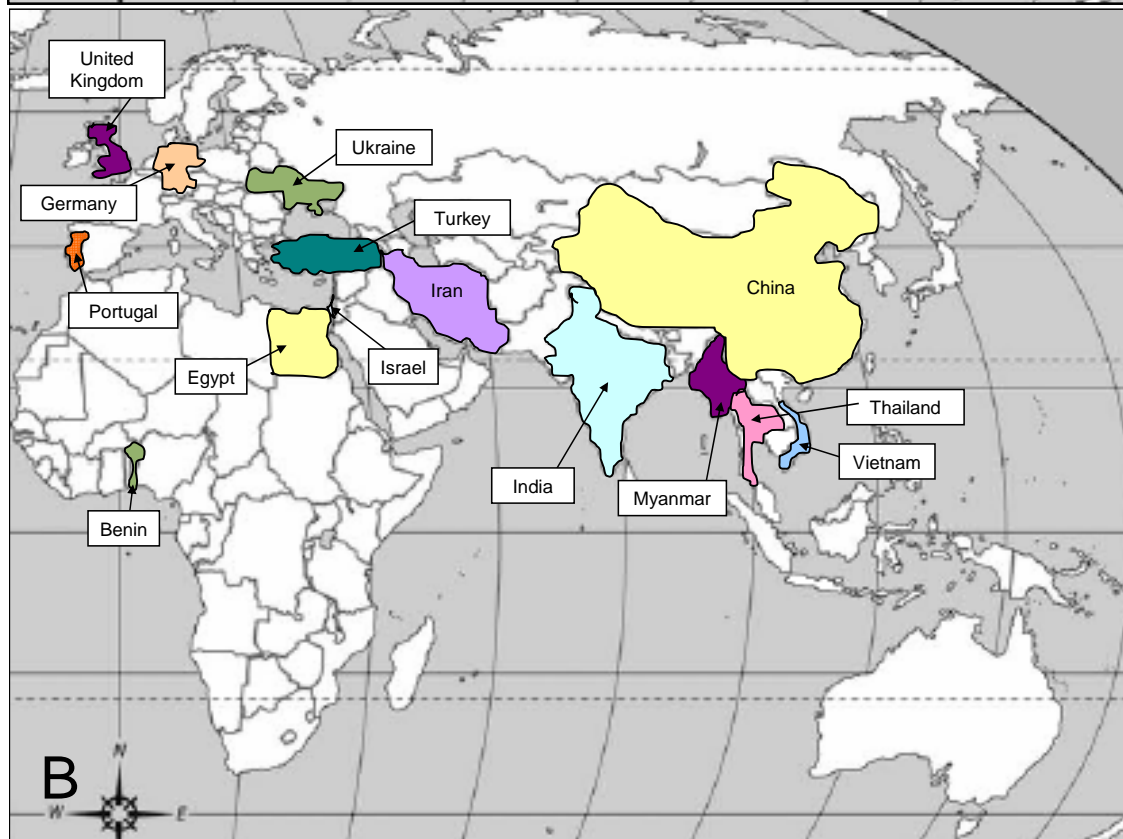 United
Kingdom
Ukraine
Germany
Turkey
Iran
China
Portugal
Israel
Egypt
Thailand
Vietnam
India
Myanmar
Benin
N
B
W
E